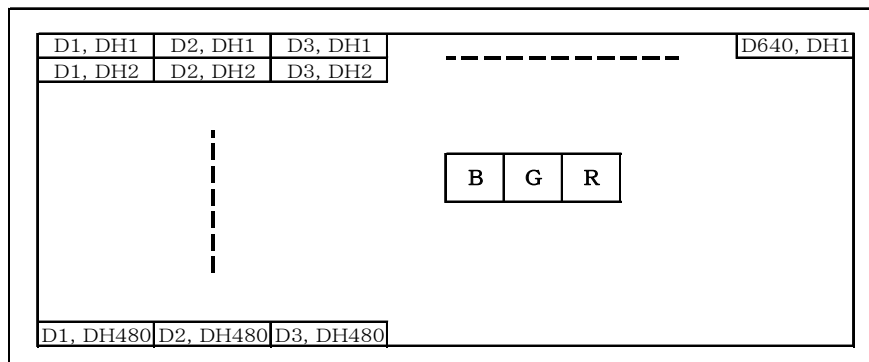 D1, DH1 D2, DH1 D3, DH1 D640, DH1
D1, DH2 D2, DH2 D3, DH2
B G R
D1, DH480 D2, DH480 D3, DH480